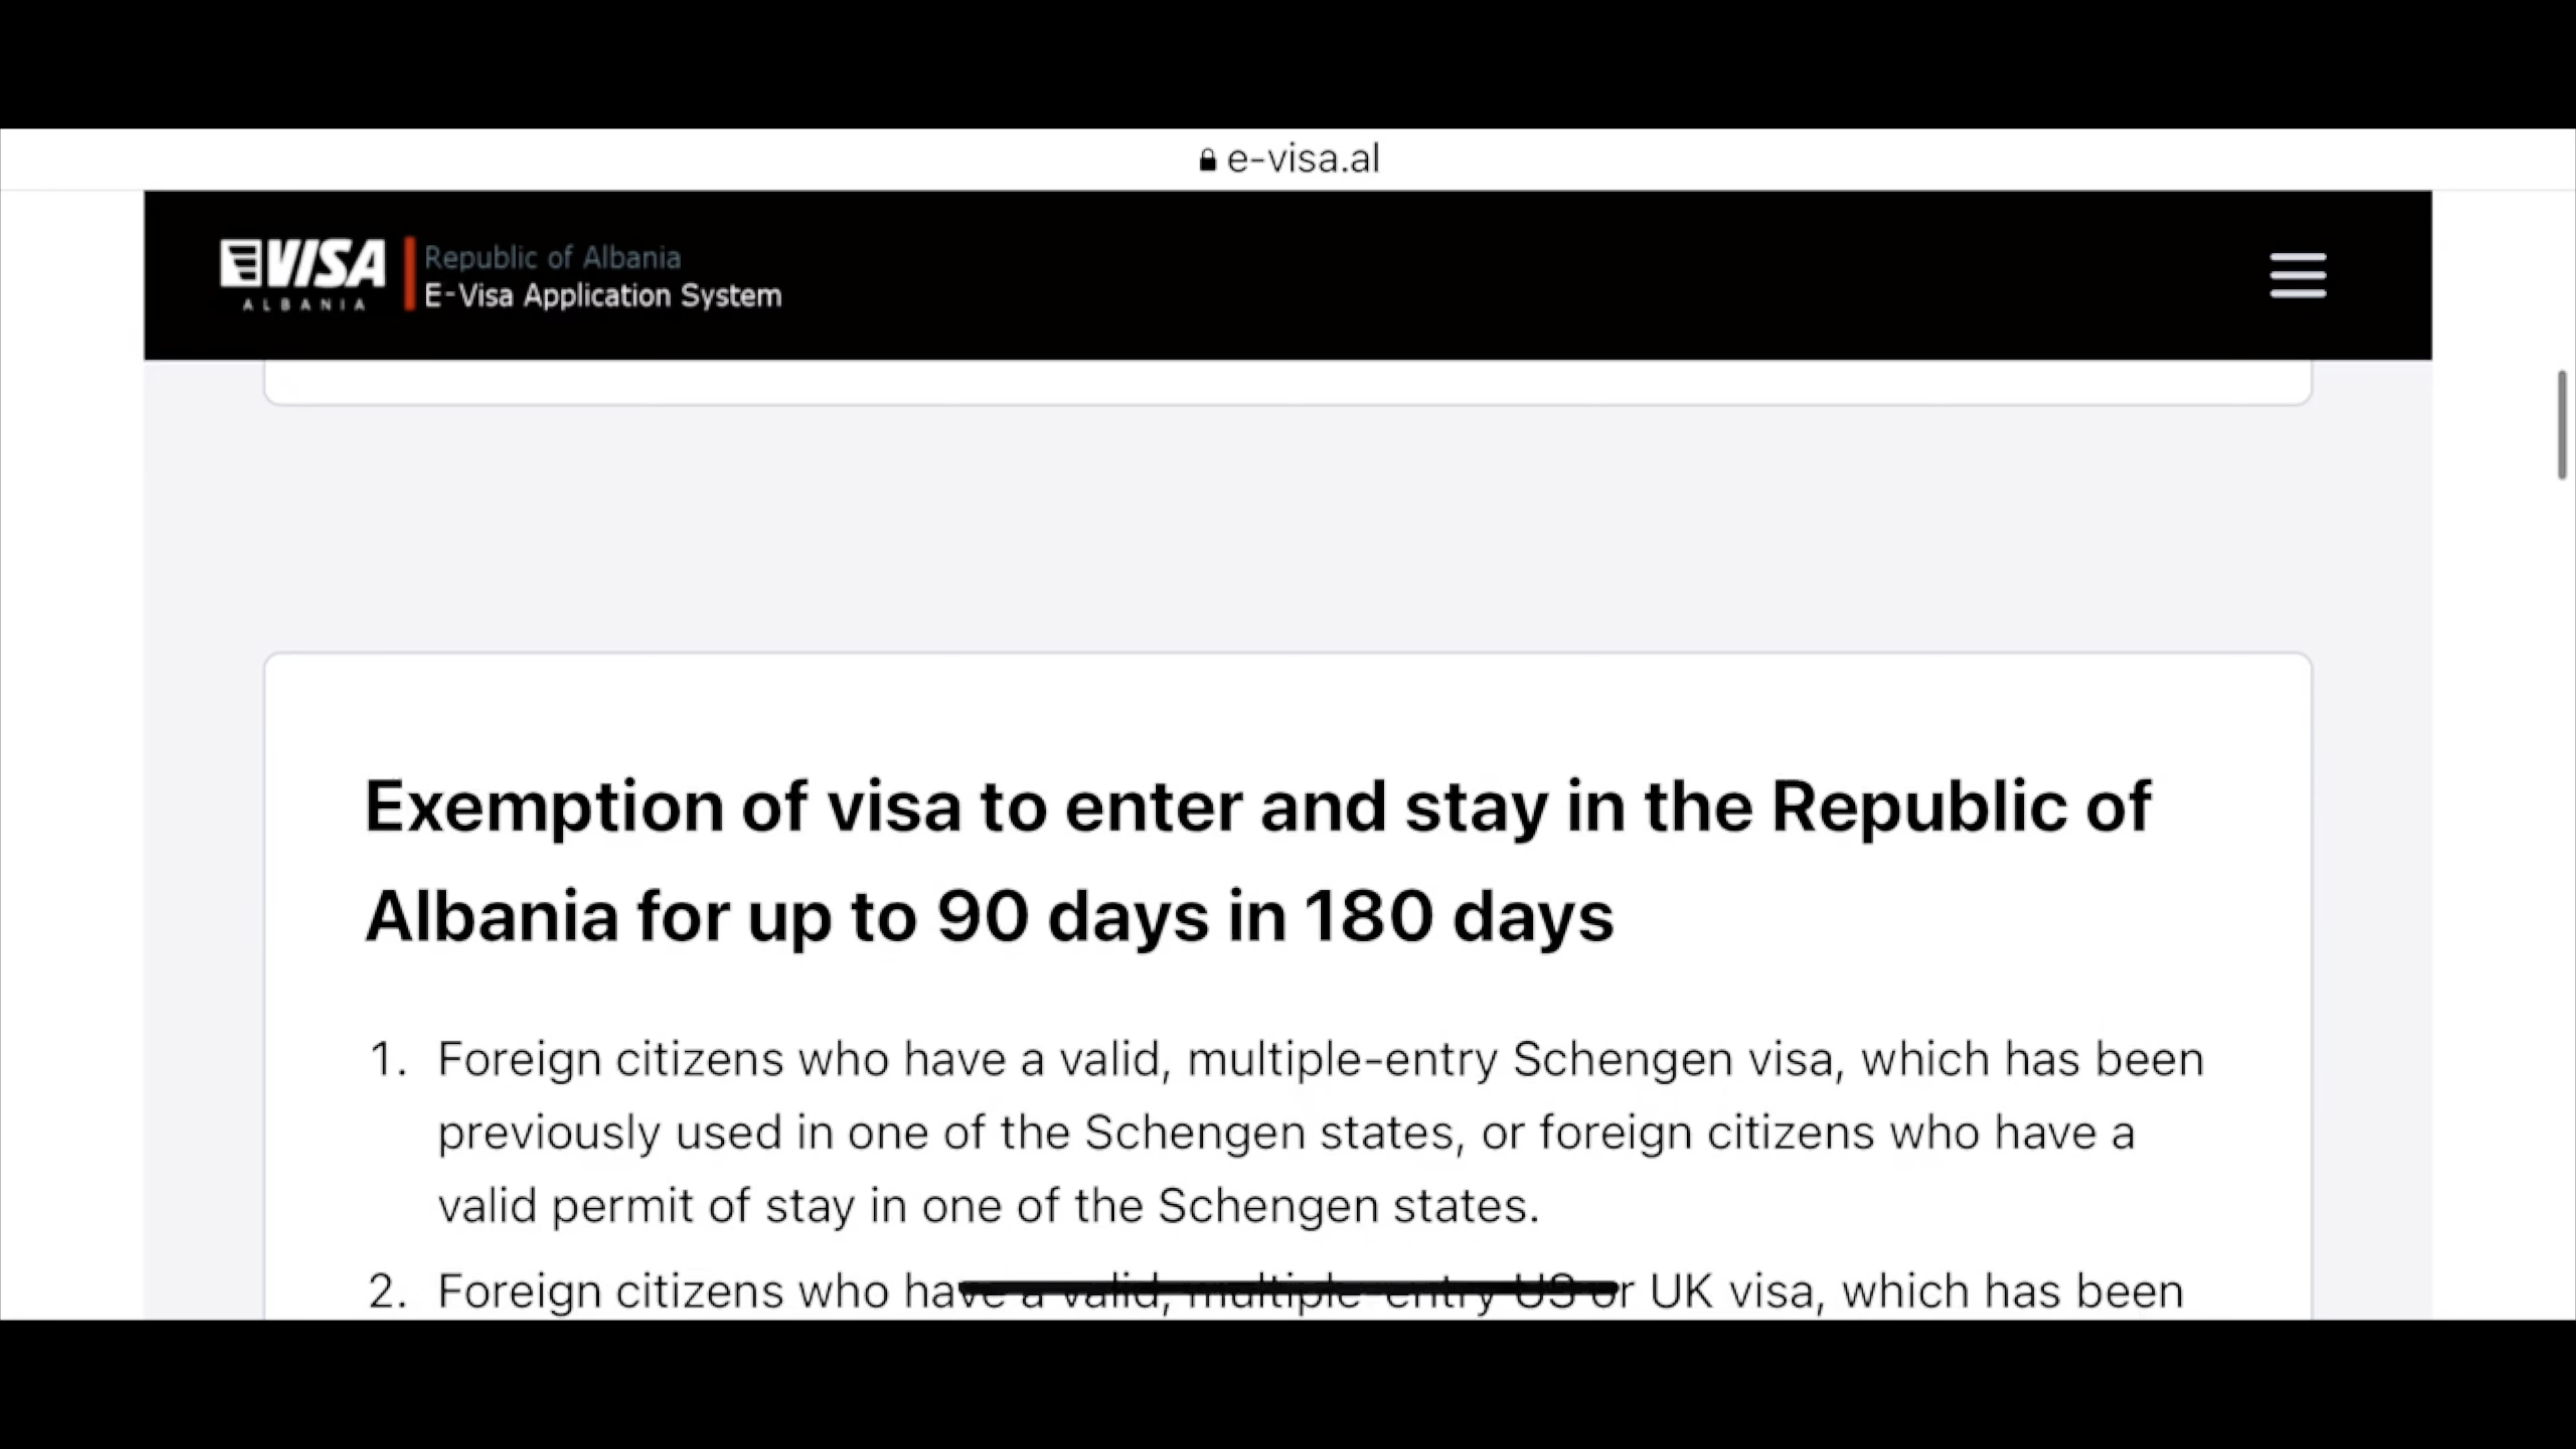 e-visa.al
EVISA
ALBANIA
Republic of Albania
E-Visa Application System
Exemption of visa to enter and stay in the Republic of
Albania for up to 90 days in 180 days
1. Foreign citizens who have a valid, multiple-entry Schengen visa, which has been
previously used in one of the Schengen states, or foreign citizens who have a
valid permit of stay in one of the Schengen states.
2. Foreign citizens who have a valid, multiple-entry US or UK visa, which has been